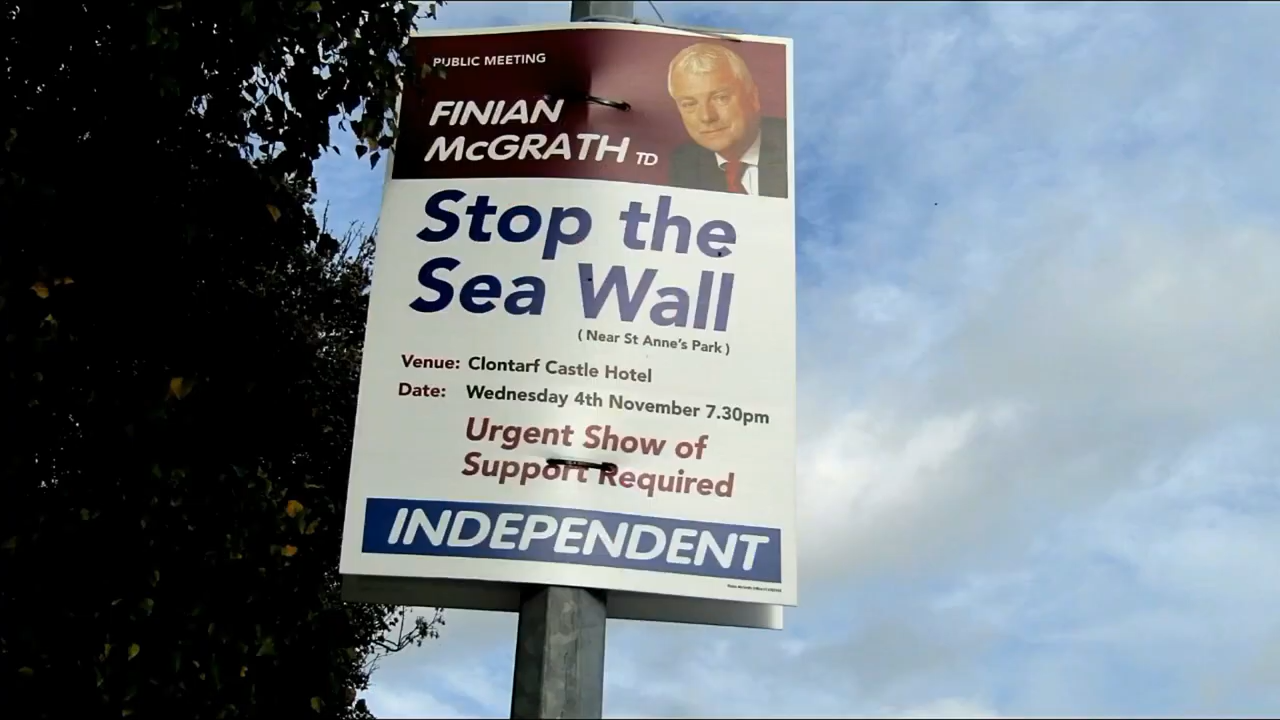 PUBLIC MEETING
FINIAN
McGRATH TD
Stop the
Sea Wall
( Near St Anne's Park )
Venue: Clontarf Castle Hotel
Date: Wednesday 4th November 7.30pm
Urgent Show of
Support Required
INDEPENDENT